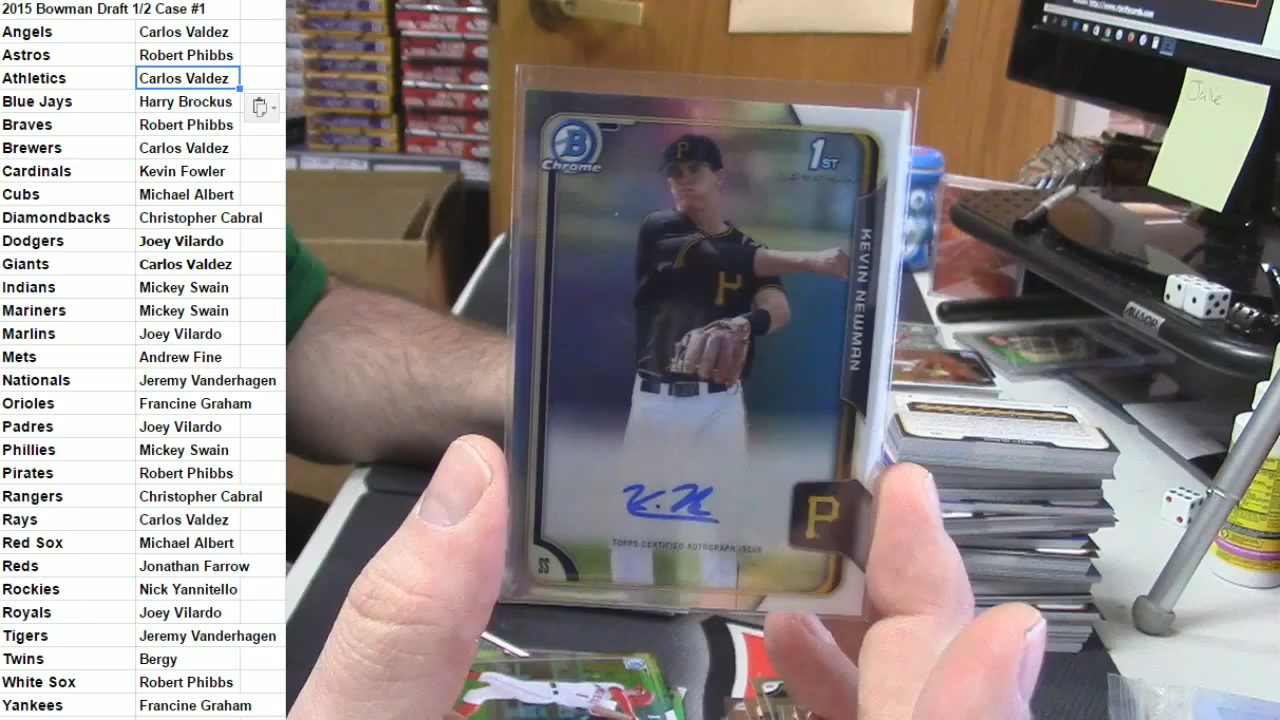 2015 Bowman Draft 1/2 Case #1
Angels Carlos Valdez
Astros Robert Phibbs
Athletics Carlos Valdez
Blue Jays Harry Brockus
Braves Robert Phibbs
Brewers Carlos Valdez
Cardinals Kevin Fowler
Cubs Michael Albert
Diamondbacks Christopher Cabral
Dodgers Joey Vilardo
Giants Carlos Valdez
Indians Mickey Swain
Mariners Mickey Swain
Marlins Joey Vilardo
Mets Andrew Fine
Nationals Jeremy Vanderhagen
Orioles Francine Graham
Padres Joey Vilardo
Phillies Mickey Swain
Pirates Robert Phibbs
Rangers Christopher Cabral
Rays Carlos Valdez
Red Sox Michael Albert
Reds Jonathan Farrow
Rockies Nick Yannitello
Royals Joey Vilardo
Tigers Jeremy Vanderhagen
Twins Bergy
White Sox Robert Phibbs
Yankees Francine Graham
B
Chrome
1ST
P
P
KEVIN NEWMAN
K. N
TOPPS CERTIFIED AUTOGRAPH ISSUE
SS
P
Julie
ALLSOP